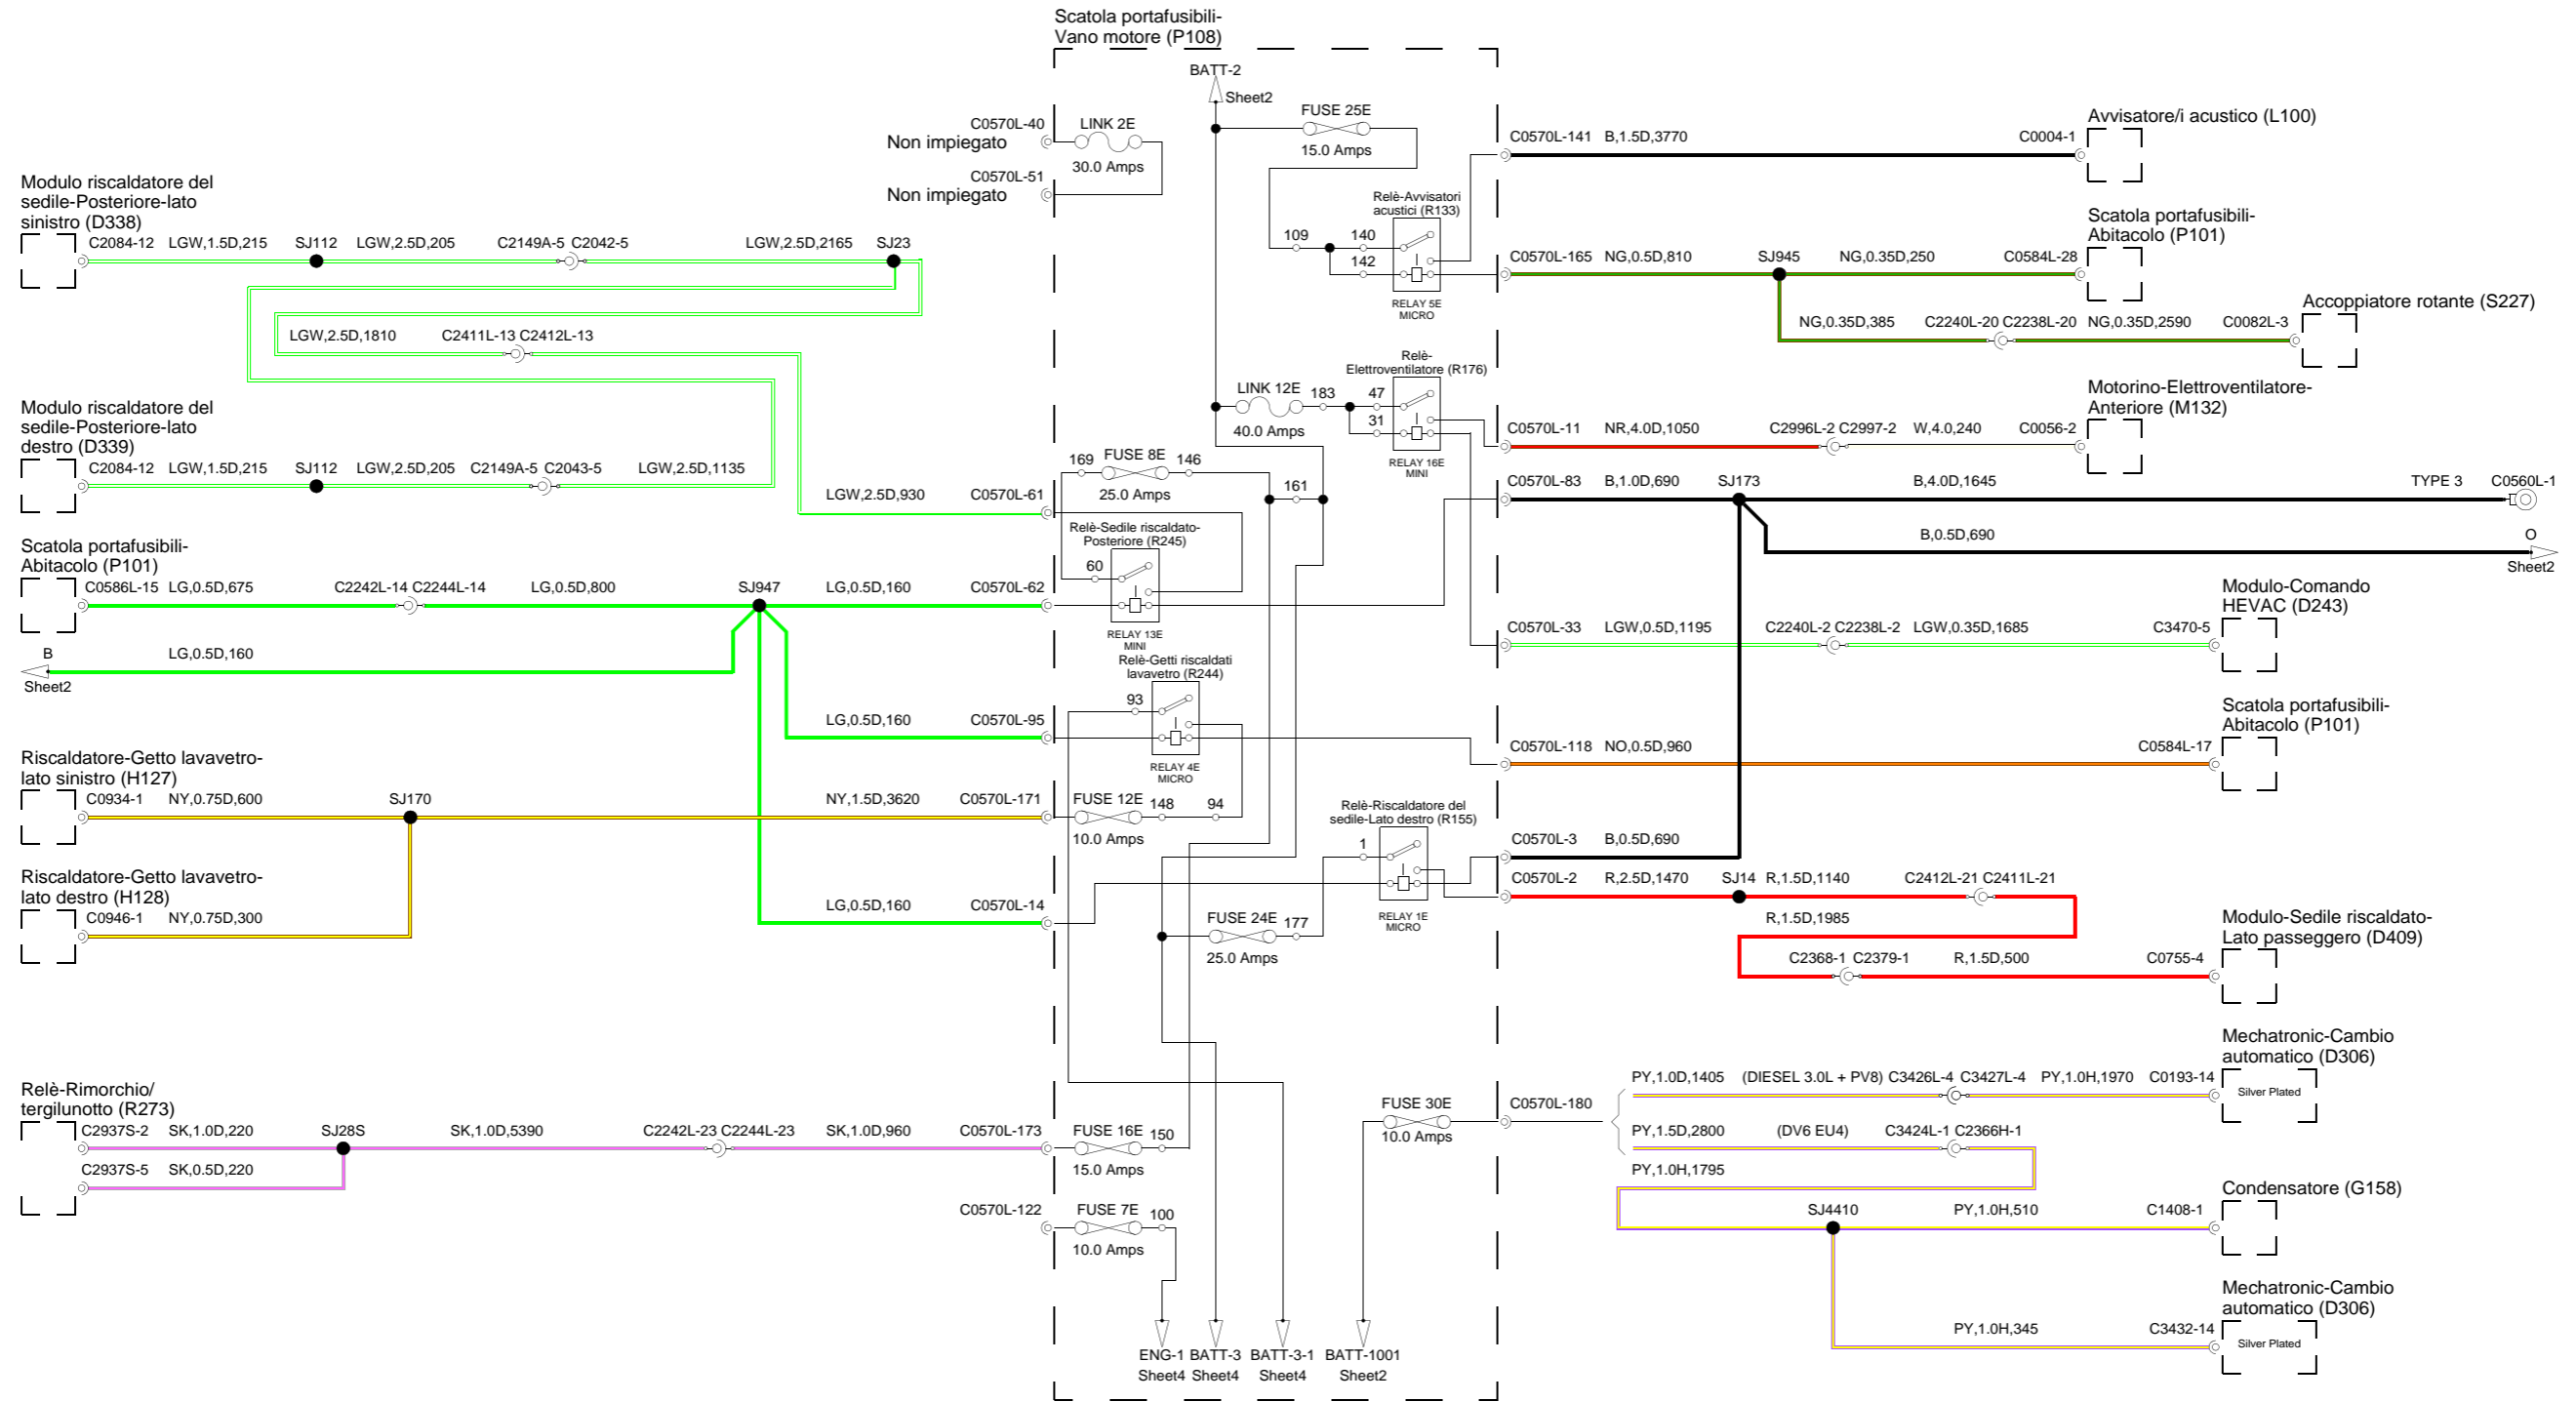 Scatola portafusibili-
Vano motore (P108)
BATT-2
Sheet2
C0570L-40
Non impiegato
LINK 2E
30.0 Amps
C0570L-51
Non impiegato
FUSE 25E
15.0 Amps
C0570L-141 B,1.5D,3770 C0004-1
Avvisatore/i acustico (L100)
Relè-Avvisatori
acustici (R133)
109 140
142
RELAY 5E
MICRO
C0570L-165 NG,0.5D,810 SJ945 NG,0.35D,250 C0584L-28
Scatola portafusibili-
Abitacolo (P101)
NG,0.35D,385 C2240L-20 C2238L-20 NG,0.35D,2590 C0082L-3
Accoppiatore rotante (S227)
Modulo riscaldatore del
sedile-Posteriore-lato
sinistro (D338)
C2084-12 LGW,1.5D,215 SJ112 LGW,2.5D,205 C2149A-5 C2042-5 LGW,2.5D,2165 SJ23
LGW,2.5D,1810 C2411L-13 C2412L-13
Modulo riscaldatore del
sedile-Posteriore-lato
destro (D339)
C2084-12 LGW,1.5D,215 SJ112 LGW,2.5D,205 C2149A-5 C2043-5 LGW,2.5D,1135
LGW,2.5D,930 C0570L-61
Relè-
Elettroventilatore (R176)
LINK 12E 183 47
40.0 Amps 31
RELAY 16E
MINI
C0570L-11 NR,4.0D,1050 C2996L-2 C2997-2 W,4.0,240 C0056-2
Motorino-Elettroventilatore-
Anteriore (M132)
169 FUSE 8E 146
25.0 Amps
161
C0570L-83 B,1.0D,690 SJ173 B,4.0D,1645 TYPE 3 C0560L-1
B,0.5D,690 O
Sheet2
Relè-Sedile riscaldato-
Posteriore (R245)
60
RELAY 13E
MINI
Scatola portafusibili-
Abitacolo (P101)
C0586L-15 LG,0.5D,675 C2242L-14 C2244L-14 LG,0.5D,800 SJ947 LG,0.5D,160 C0570L-62
B LG,0.5D,160
Sheet2
C0570L-33 LGW,0.5D,1195 C2240L-2 C2238L-2 LGW,0.35D,1685 C3470-5
Modulo-Comando
HEVAC (D243)
Relè-Getti riscaldati
lavavetro (R244)
93
RELAY 4E
MICRO
LG,0.5D,160 C0570L-95
C0570L-118 NO,0.5D,960 C0584L-17
Scatola portafusibili-
Abitacolo (P101)
Riscaldatore-Getto lavavetro-
lato sinistro (H127)
C0934-1 NY,0.75D,600 SJ170 NY,1.5D,3620 C0570L-171 FUSE 12E 148 94
10.0 Amps
Relè-Riscaldatore del
sedile-Lato destro (R155)
1
RELAY 1E
MICRO
C0570L-3 B,0.5D,690
Riscaldatore-Getto lavavetro-
lato destro (H128)
C0946-1 NY,0.75D,300
LG,0.5D,160 C0570L-14
FUSE 24E 177
25.0 Amps
C0570L-2 R,2.5D,1470 SJ14 R,1.5D,1140 C2412L-21 C2411L-21
R,1.5D,1985
C2368-1 C2379-1 R,1.5D,500 C0755-4
Modulo-Sedile riscaldato-
Lato passeggero (D409)
Relè-Rimorchio/
tergilunotto (R273)
C2937S-2 SK,1.0D,220 SJ28S SK,1.0D,5390 C2242L-23 C2244L-23 SK,1.0D,960 C0570L-173 FUSE 16E 150
15.0 Amps
C2937S-5 SK,0.5D,220
C0570L-122 FUSE 7E 100
10.0 Amps
FUSE 30E
10.0 Amps
C0570L-180
PY,1.0D,1405 (DIESEL 3.0L + PV8) C3426L-4 C3427L-4 PY,1.0H,1970 C0193-14
Mechatronic-Cambio
automatico (D306)
Silver Plated
PY,1.5D,2800 (DV6 EU4) C3424L-1 C2366H-1
PY,1.0H,1795
SJ4410 PY,1.0H,510 C1408-1
Condensatore (G158)
PY,1.0H,345 C3432-14
Mechatronic-Cambio
automatico (D306)
Silver Plated
ENG-1 BATT-3 BATT-3-1 BATT-1001
Sheet4 Sheet4 Sheet4 Sheet2